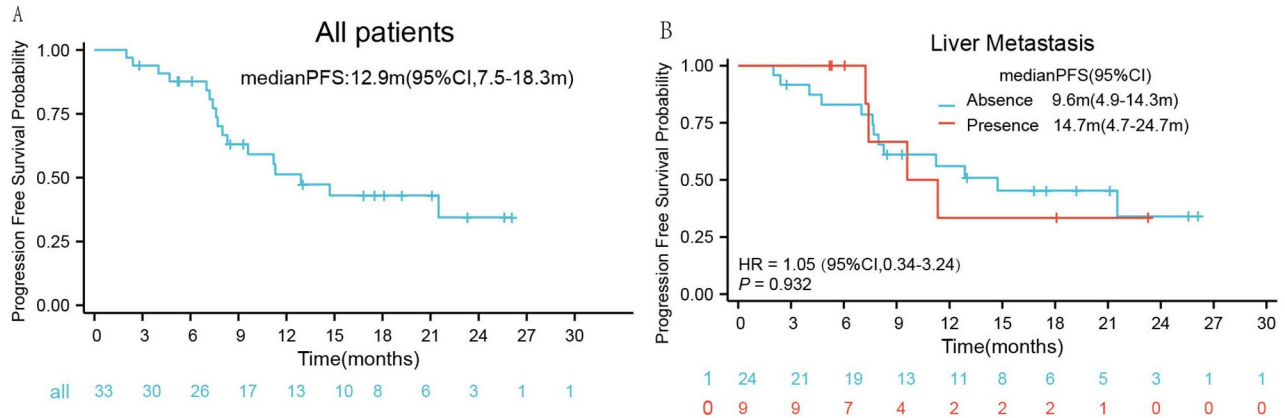 A
All patients
medianPFS:12.9m(95%CI,7.5-18.3m)
Progression Free Survival Probability
1.00
0.75
0.50
0.25
0.00
0 3 6 9 12 15 18 21 24 27 30
Time(months)
all 33 30 26 17 13 10 8 6 3 1 1
B
Liver Metastasis
medianPFS(95%CI)
Absence 9.6m(4.9-14.3m)
Presence 14.7m(4.7-24.7m)
Progression Free Survival Probability
1.00
0.75
0.50
0.25
0.00
HR = 1.05 (95%CI,0.34-3.24)
P = 0.932
0 3 6 9 12 15 18 21 24 27 30
Time(months)
1 24 21 19 13 11 8 6 5 3 1 1
0 9 9 7 4 2 2 2 1 0 0 0